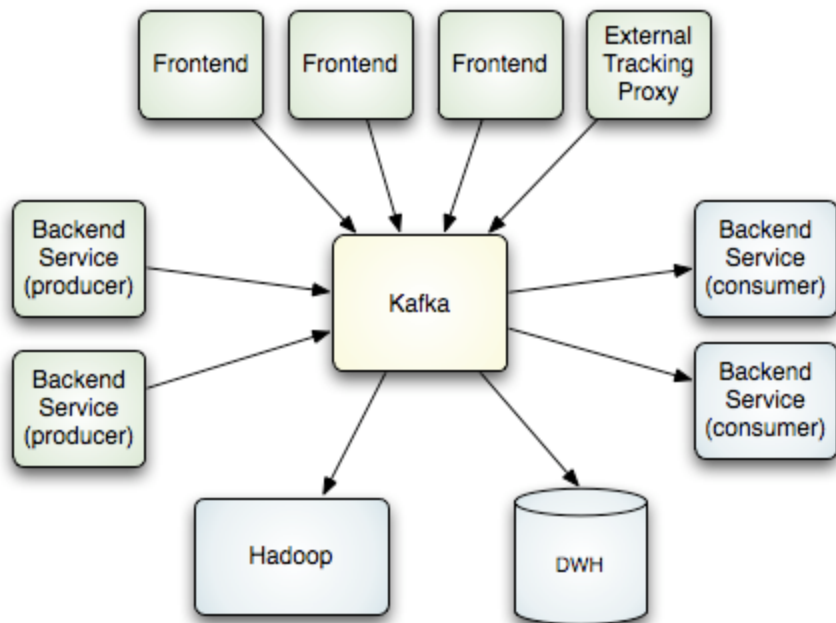 Frontend
Frontend
Frontend
External
Tracking
Proxy
Backend
Service
(producer)
Kafka
Backend
Service
(consumer)
Backend
Service
(producer)
Backend
Service
(consumer)
Hadoop
DWH